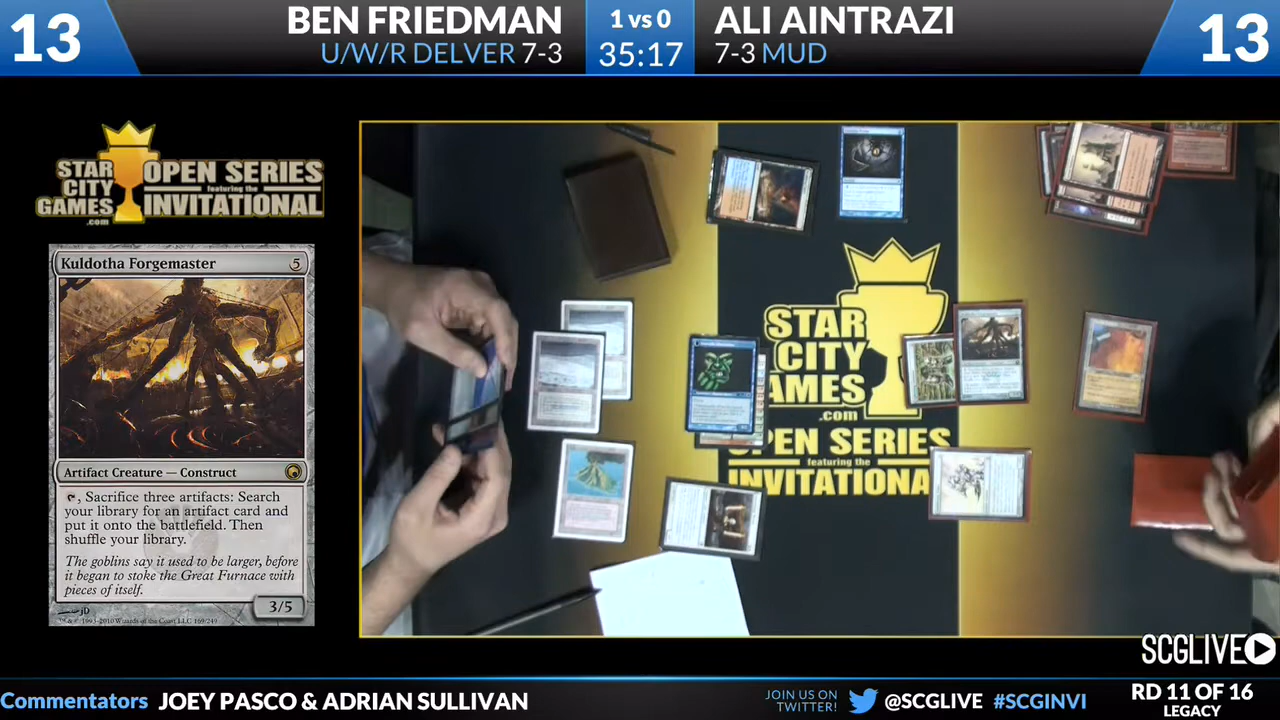 13
BEN FRIEDMAN
U/W/R DELVER 7-3
1 vs 0
35:17
ALI AINTRAZI
7-3 MUD
13
STAR
CITY
GAMES
.com
OPEN SERIES
featuring the
INVITATIONAL
Kuldotha Forgemaster 5
Artifact Creature — Construct
, Sacrifice three artifacts: Search
your library for an artifact card and
put it onto the battlefield. Then
shuffle your library.
The goblins say it used to be larger, before
it began to stoke the Great Furnace with
pieces of itself.
3/5
STAR
CITY
AMES
.com
OPEN SERIES
featuring the
INVITATIONA
SCGLIVE
Commentators JOEY PASCO & ADRIAN SULLIVAN
JOIN US ON
TWITTER!
@SCGLIVE #SCGINVI
RD 11 OF 16
LEGACY